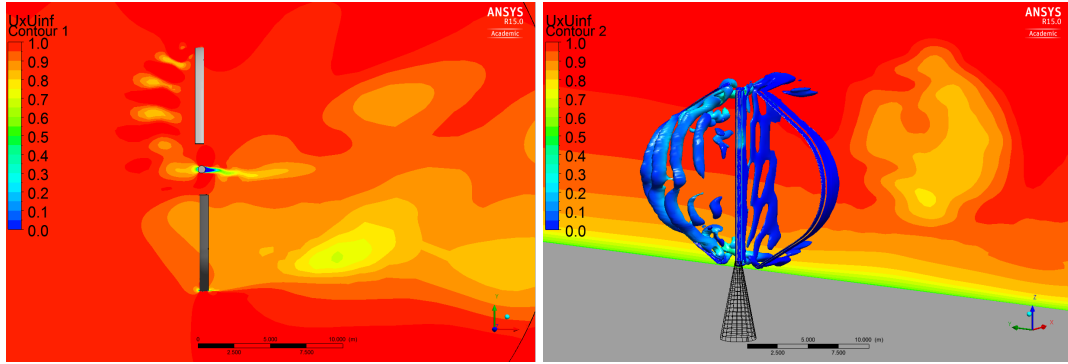 UxUinf
Contour 1
1.0
0.9
0.8
0.7
0.6
0.5
0.4
0.3
0.2
0.1
0.0
ANSYS
R15.0
Academic
Y
0 5.000 10.000 (m)
2.500 7.500
UxUinf
Contour 2
1.0
0.9
0.8
0.7
0.6
0.5
0.4
0.3
0.2
0.1
0.0
ANSYS
R15.0
Academic
Z
Y X
5.000 10.000 (m)
2.500 7.500